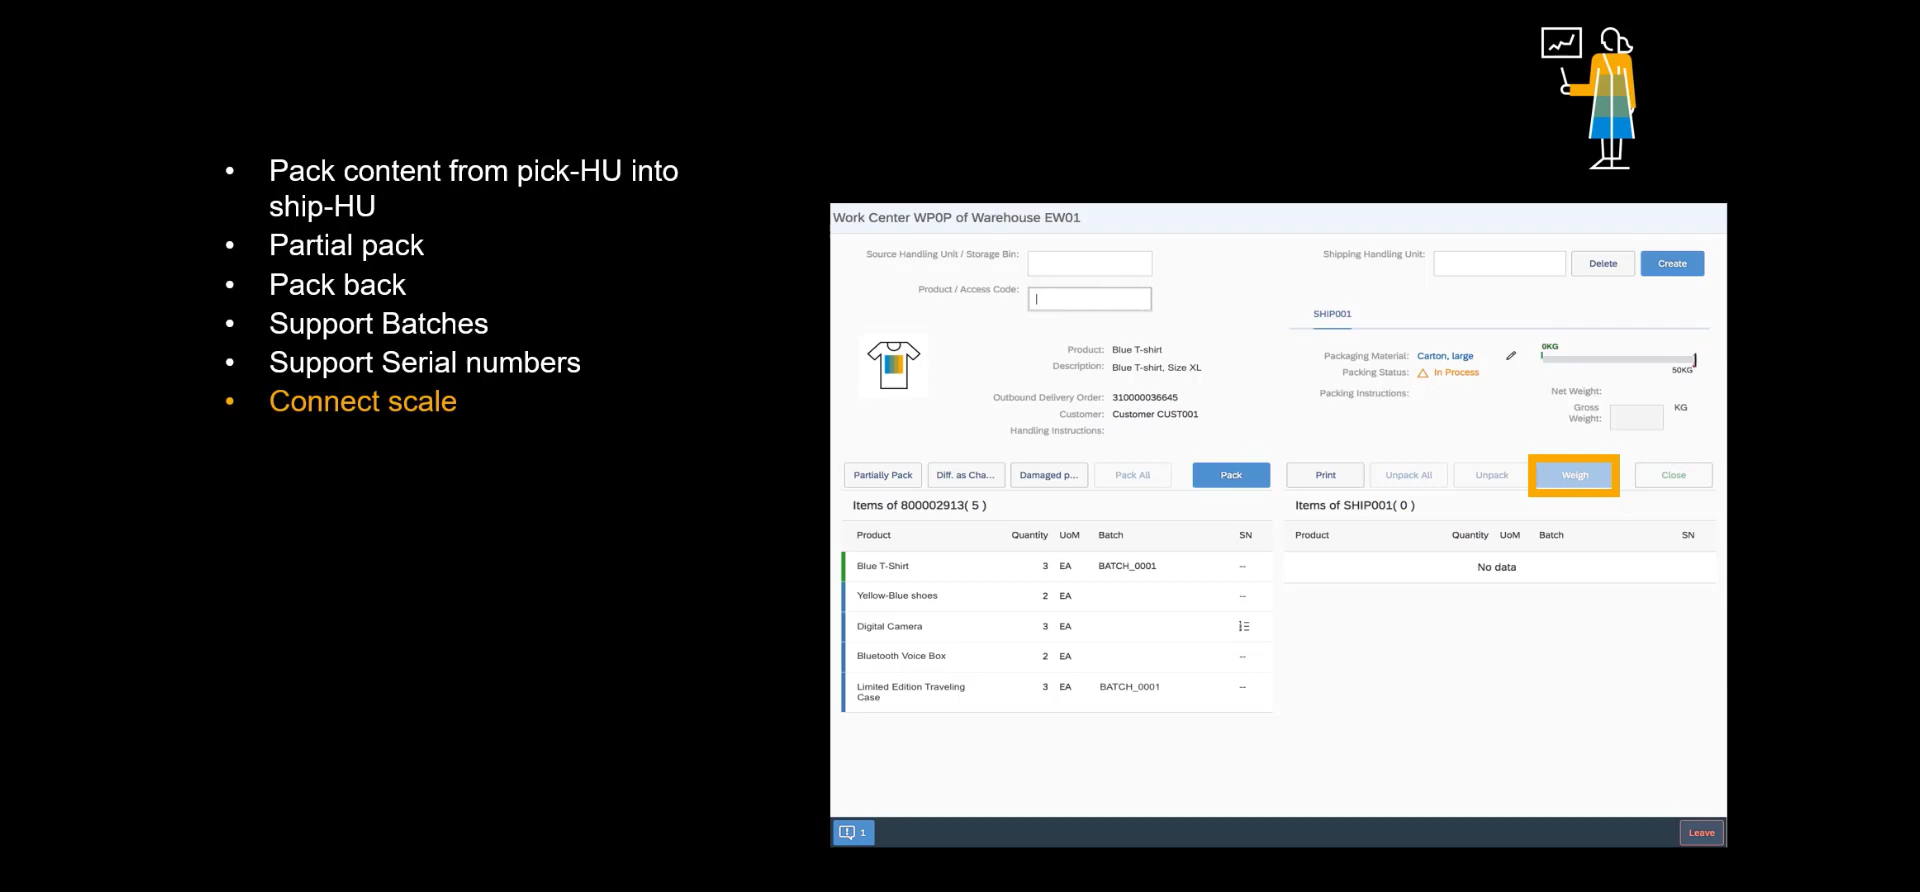 • Pack content from pick-HU into
ship-HU
• Partial pack
• Pack back
• Support Batches
• Support Serial numbers
• Connect scale
Work Center WP0P of Warehouse EW01
Source Handling Unit / Storage Bin:
Product / Access Code:
Product: Blue T-shirt
Description: Blue T-shirt, Size XL
Outbound Delivery Order: 310000036645
Customer: Customer CUST001
Handling Instructions:
Shipping Handling Unit: Delete Create
SHIP001
Packaging Material: Carton, large
Packing Status: In Process
Packing Instructions:
0KG
50KG
Net Weight:
Gross Weight: KG
Partially Pack Diff. as Cha... Damaged p... Pack All Pack
Items of 800002913( 5 )
Product Quantity UoM Batch SN
Blue T-Shirt 3 EA BATCH_0001 --
Yellow-Blue shoes 2 EA --
Digital Camera 3 EA
Bluetooth Voice Box 2 EA --
Limited Edition Traveling 3 EA BATCH_0001 --
Case
Print Unpack All Unpack Weigh Close
Items of SHIP001( 0 )
Product Quantity UoM Batch SN
No data
1 Leave